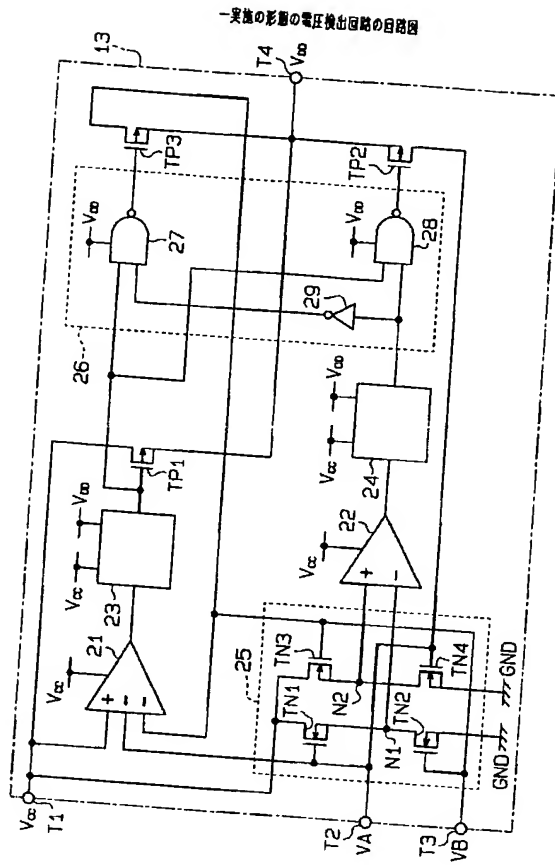 一実施の形態の電圧検出回路の回路図
13
T4
VDD
TP3
TP2
VDD
27
VDD
28
29
26
TP1
VCC
VDD
23
VCC
VDD
24
VCC
21
+
−
−
VCC
22
+
−
25
TN3
TN1
N2
TN4
N1
TN2
GND
GND
VCC
T1
T2
VA
T3
VB